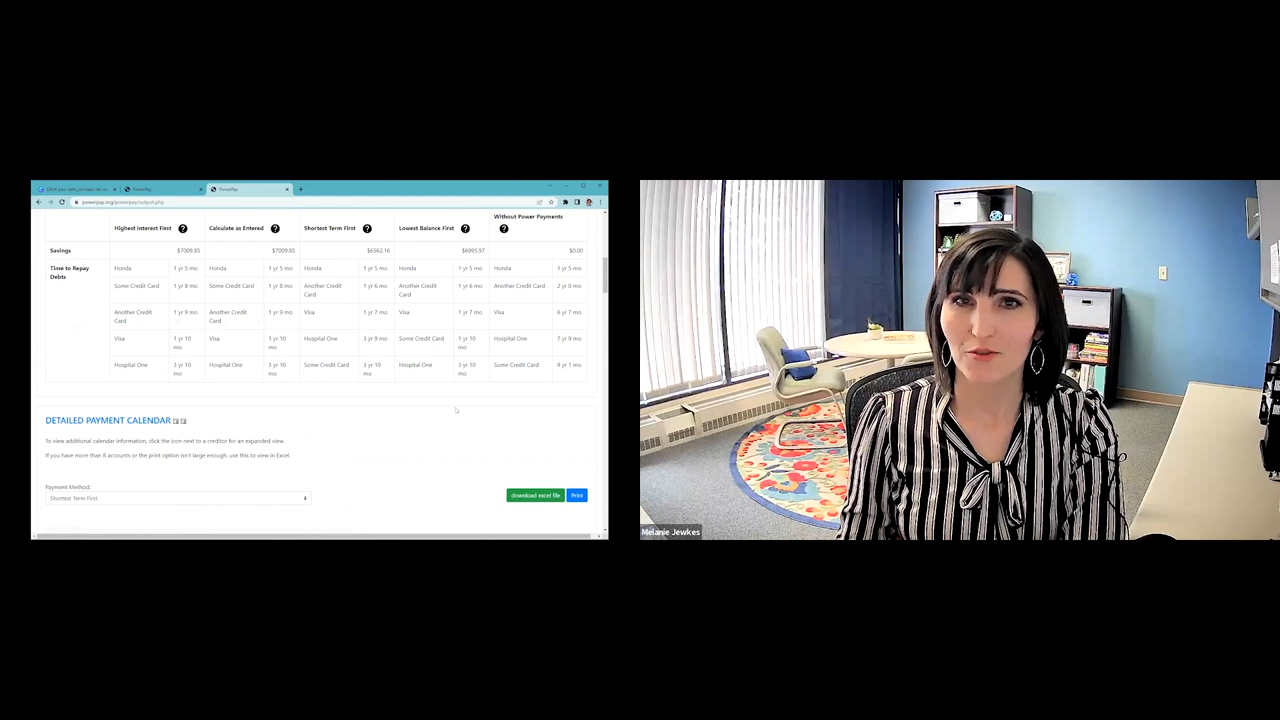 PowerPay
PowerPay
powerpay.org/powerpay/output.php
Without Power Payments
Highest Interest First
Calculate as Entered
Shortest Term First
Lowest Balance First
Savings $7009.85 $7009.85 $6562.16 $6995.97 $0.00
Time to Repay Honda 1 yr 5 mo Honda 1 yr 5 mo Honda 1 yr 5 mo Honda 1 yr 5 mo Honda 1 yr 5 mo
Debts
Some Credit Card 1 yr 8 mo Some Credit Card 1 yr 8 mo Another Credit 1 yr 6 mo Another Credit 1 yr 6 mo Another Credit Card 2 yr 0 mo
Card Card
Another Credit 1 yr 9 mo Another Credit 1 yr 9 mo Visa 1 yr 7 mo Visa 1 yr 7 mo Visa 6 yr 7 mo
Card Card
Visa 1 yr 10 Visa 1 yr 10 Hospital One 3 yr 9 mo Some Credit Card 1 yr 10 Hospital One 7 yr 9 mo
mo mo mo
Hospital One 3 yr 10 Hospital One 3 yr 10 Some Credit Card 3 yr 10 Hospital One 3 yr 10 Some Credit Card 9 yr 1 mo
mo mo mo mo
DETAILED PAYMENT CALENDAR
To view additional calendar information, click the icon next to a creditor for an expanded view.
If you have more than 8 accounts or the print option isn't large enough, use this to view in Excel.
Payment Method:
Shortest Term First
download excel file Print
Melanie Jewkes